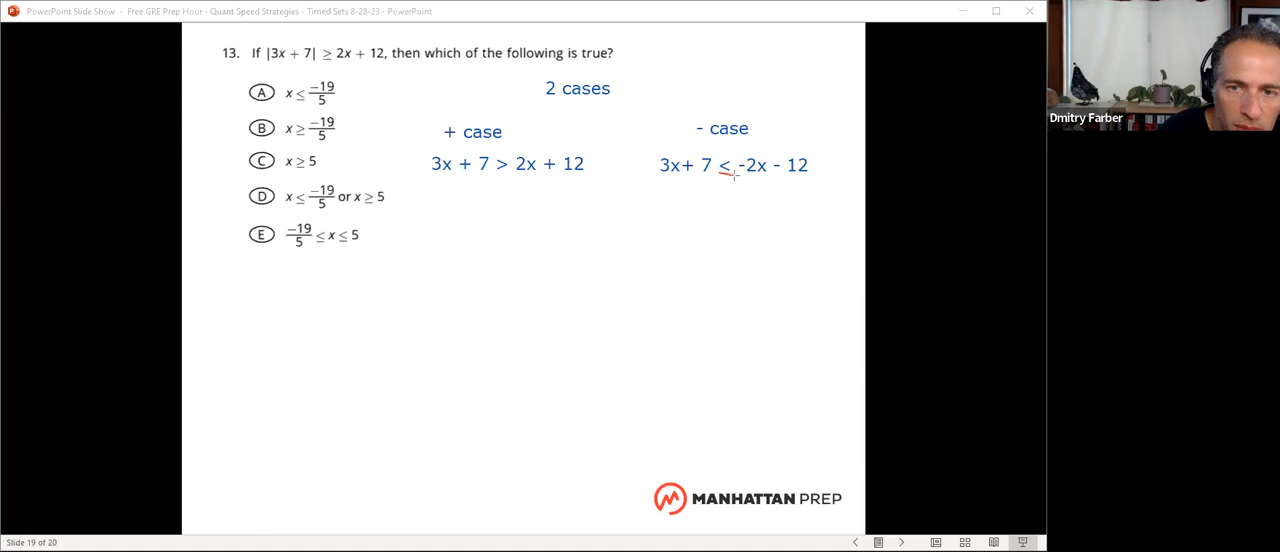 PowerPoint Slide Show - Free GRE Prep Hour - Quant Speed Strategies - Timed Sets 8-28-23 - PowerPoint
13. If |3x + 7| ≥ 2x + 12, then which of the following is true?
A x ≤ −19/5
B x ≥ −19/5
C x ≥ 5
D x ≤ −19/5 or x ≥ 5
E −19/5 ≤ x ≤ 5
2 cases
+ case
3x + 7 > 2x + 12
- case
3x+ 7 < -2x - 12
Dmitry Farber
MANHATTAN PREP
Slide 19 of 20